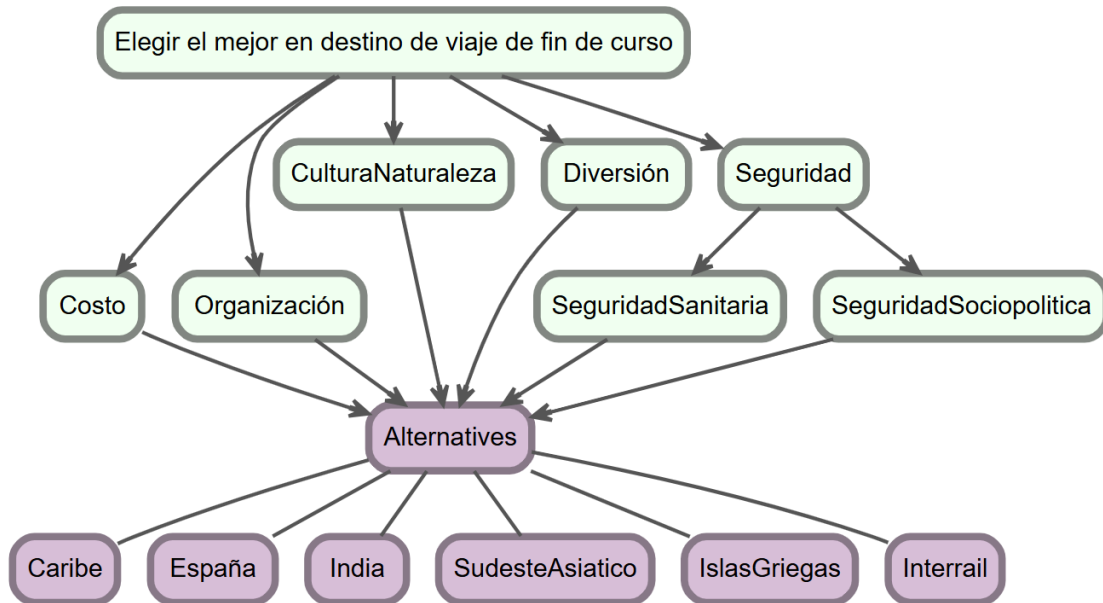 Elegir el mejor en destino de viaje de fin de curso
CulturaNaturaleza
Diversión
Seguridad
Costo
Organización
SeguridadSanitaria
SeguridadSociopolitica
Alternatives
Caribe
España
India
SudesteAsiatico
IslasGriegas
Interrail